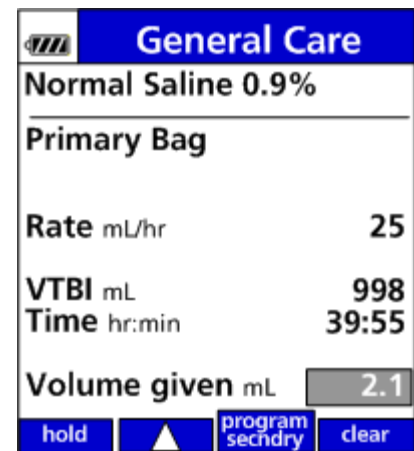 General Care
Normal Saline 0.9%
Primary Bag
Rate mL/hr 25
VTBI mL 998
Time hr:min 39:55
Volume given mL 2.1
hold program secndry clear